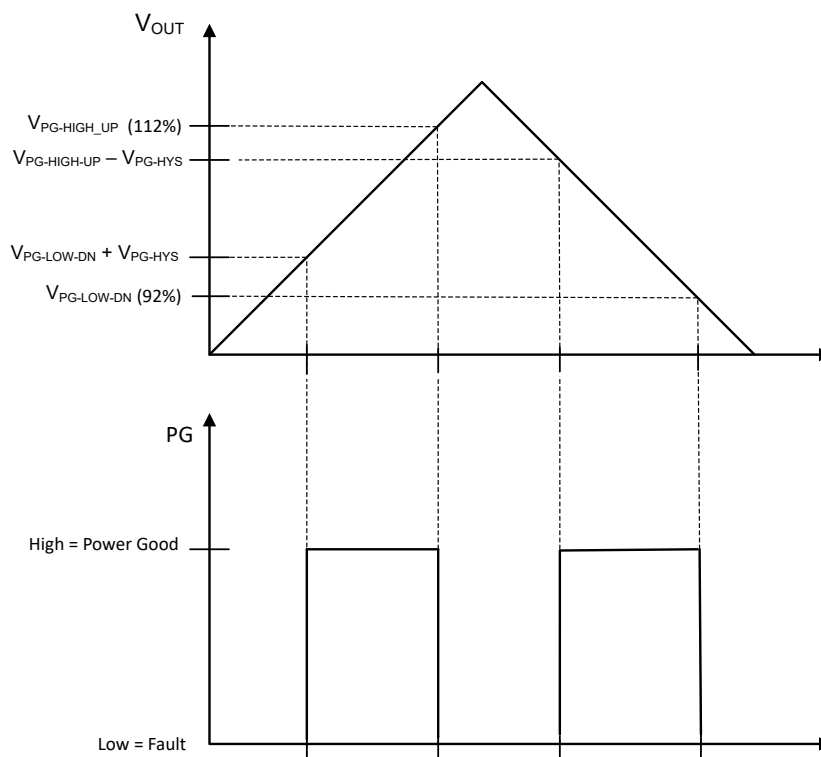 VOUT
VPG-HIGH_UP (112%)
VPG-HIGH-UP – VPG-HYS
VPG-LOW-DN + VPG-HYS
VPG-LOW-DN (92%)
PG
High = Power Good
Low = Fault